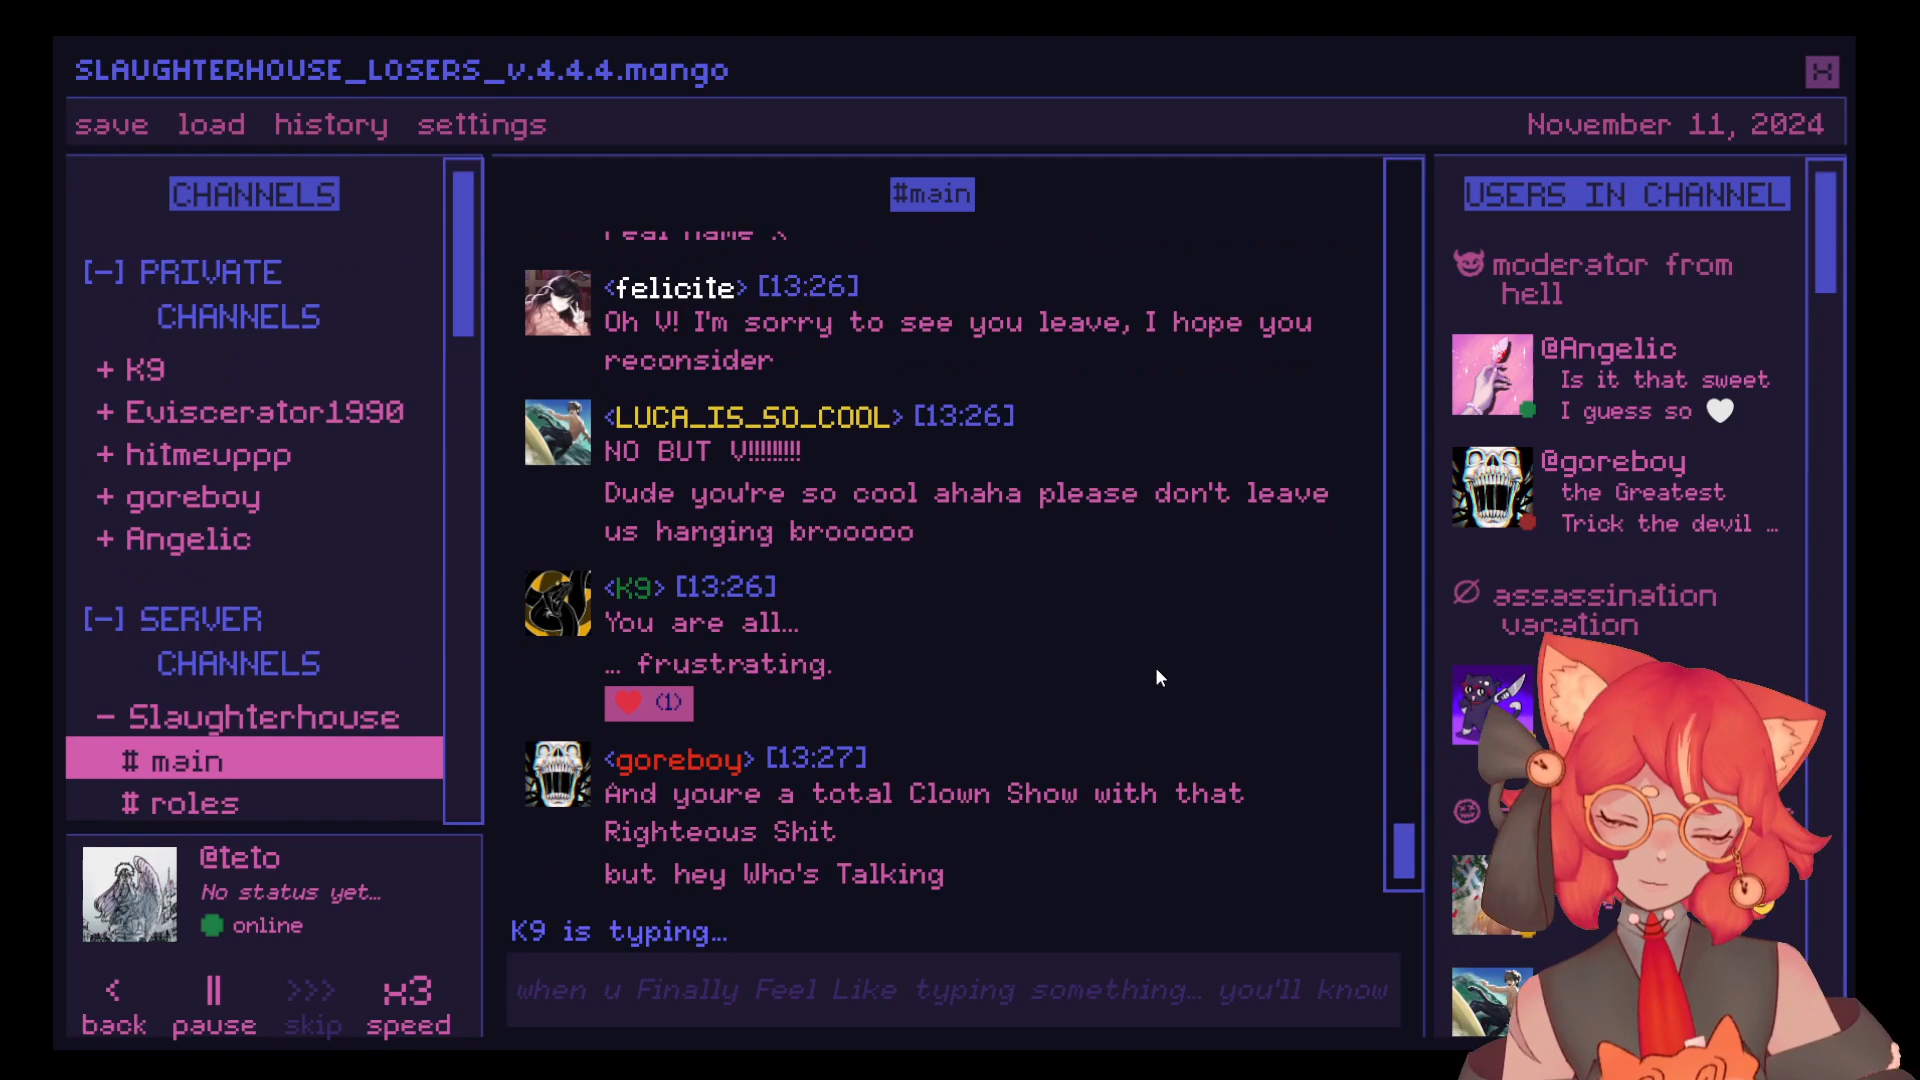 SLAUGHTERHOUSE_LOSERS_v.4.4.4.mango
save load history settings
November 11, 2024
CHANNELS
[-] PRIVATE
CHANNELS
+ K9
+ Eviscerator1990
+ hitmeuppp
+ goreboy
+ Angelic
[-] SERVER
CHANNELS
- Slaughterhouse
# main
# roles
@teto
No status yet…
online
< || >>> x3
back pause skip speed
#main
<felicite> [13:26]
Oh V! I'm sorry to see you leave, I hope you
reconsider
<LUCA_IS_SO_COOL> [13:26]
NO BUT V!!!!!!!!!
Dude you're so cool ahaha please don't leave
us hanging brooooo
<K9> [13:26]
You are all…
… frustrating.
(1)
<goreboy> [13:27]
And youre a total Clown Show with that
Righteous Shit
but hey Who's Talking
K9 is typing…
when u Finally Feel Like typing something… you'll know
USERS IN CHANNEL
moderator from
hell
@Angelic
Is it that sweet
I guess so
@goreboy
the Greatest
Trick the devil …
assassination
vacation